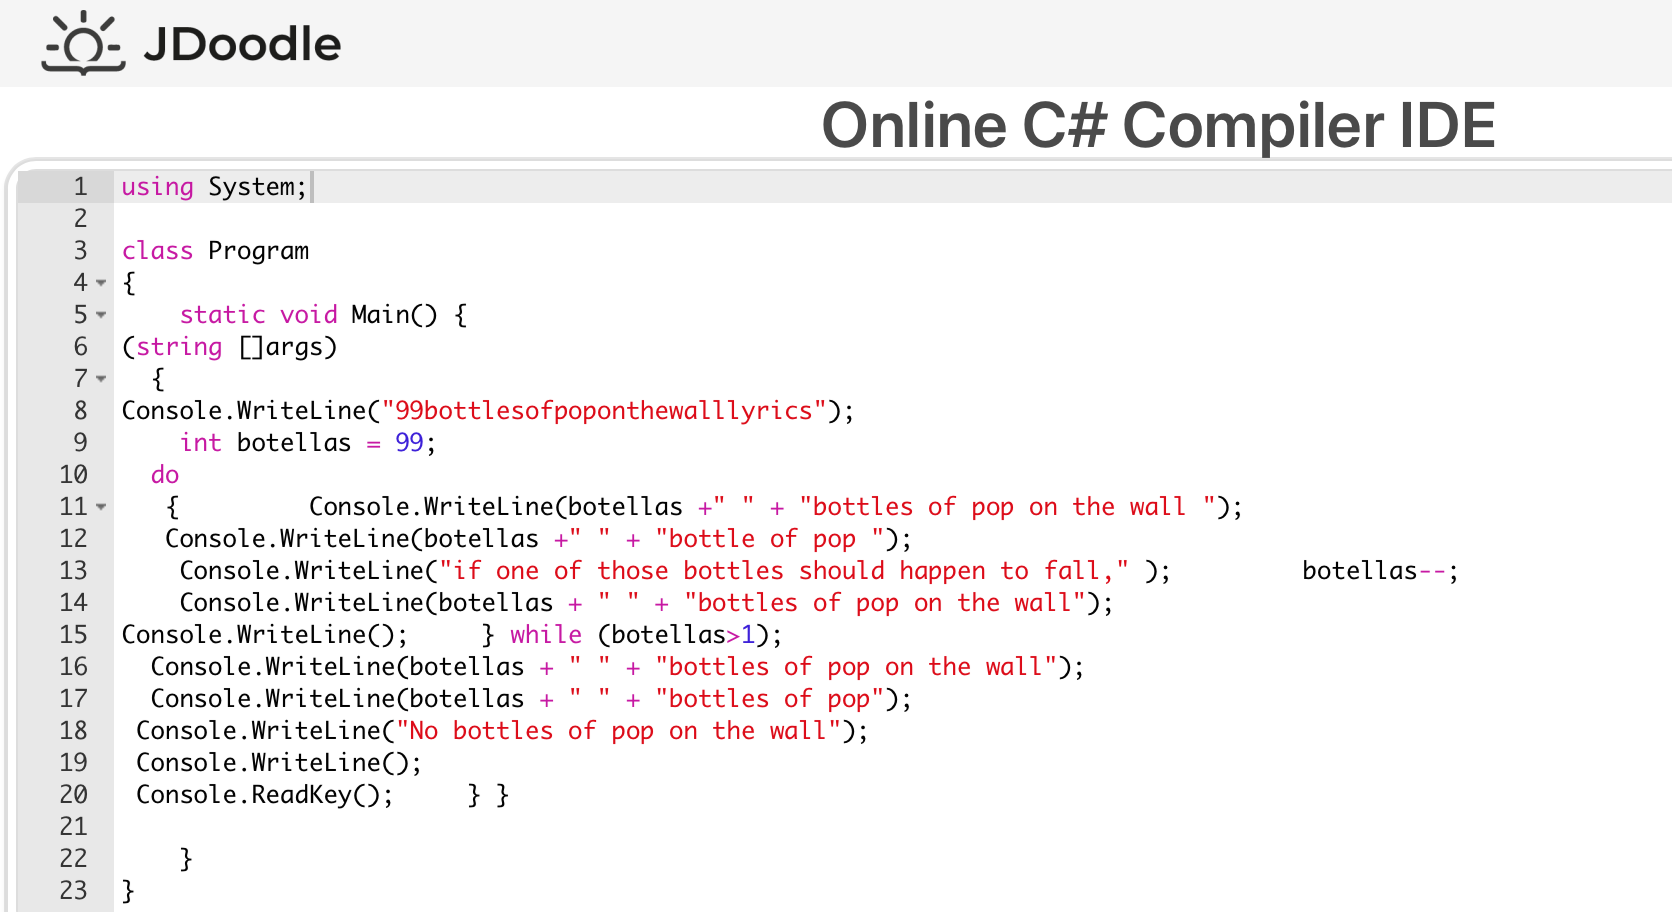 JDoodle
Online C# Compiler IDE
1 using System;
2
3 class Program
4 {
5     static void Main() {
6 (string []args)
7   {
8 Console.WriteLine("99bottlesofpoponthewalllyrics");
9     int botellas = 99;
10   do
11    {         Console.WriteLine(botellas +" " + "bottles of pop on the wall ");
12    Console.WriteLine(botellas +" " + "bottle of pop ");
13     Console.WriteLine("if one of those bottles should happen to fall," );         botellas--;
14     Console.WriteLine(botellas + " " + "bottles of pop on the wall");
15 Console.WriteLine();     } while (botellas>1);
16   Console.WriteLine(botellas + " " + "bottles of pop on the wall");
17   Console.WriteLine(botellas + " " + "bottles of pop");
18  Console.WriteLine("No bottles of pop on the wall");
19  Console.WriteLine();
20  Console.ReadKey();     } }
21
22     }
23 }